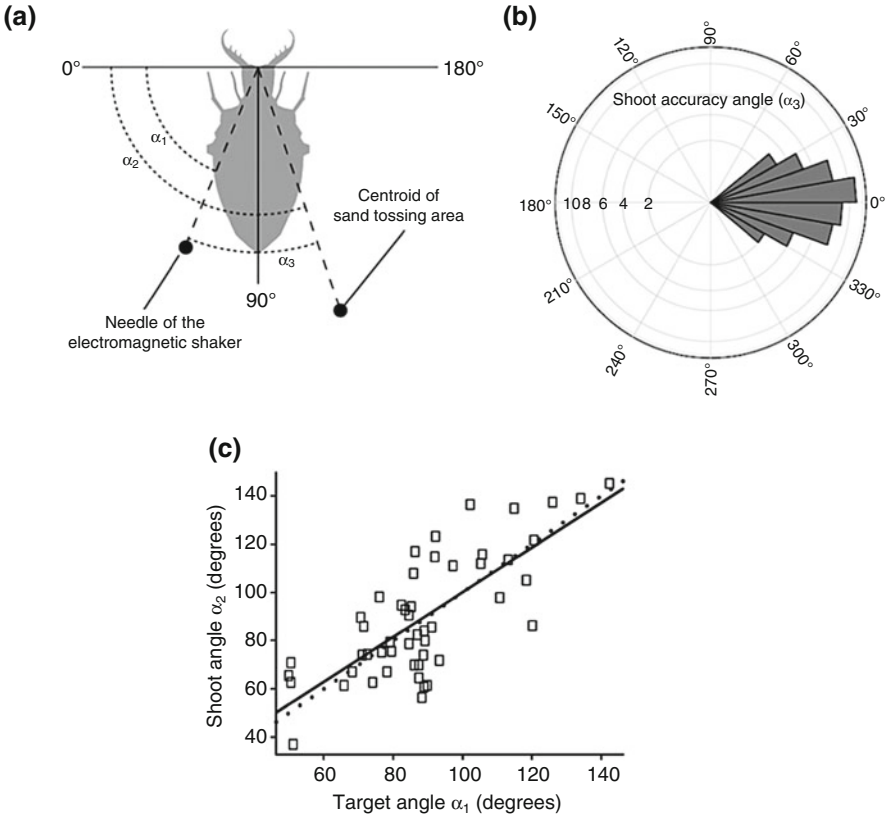 (a)
0°
180°
α1
α2
α3
90°
Needle of the
electromagnetic shaker
Centroid of
sand tossing area
(b)
90°
120°
60°
Shoot accuracy angle (α3)
150°
30°
180° 10 8 6 4 2 0°
210°
330°
240°
300°
270°
(c)
Shoot angle α2 (degrees)
140
120
100
80
60
40
60 80 100 120 140
Target angle α1 (degrees)